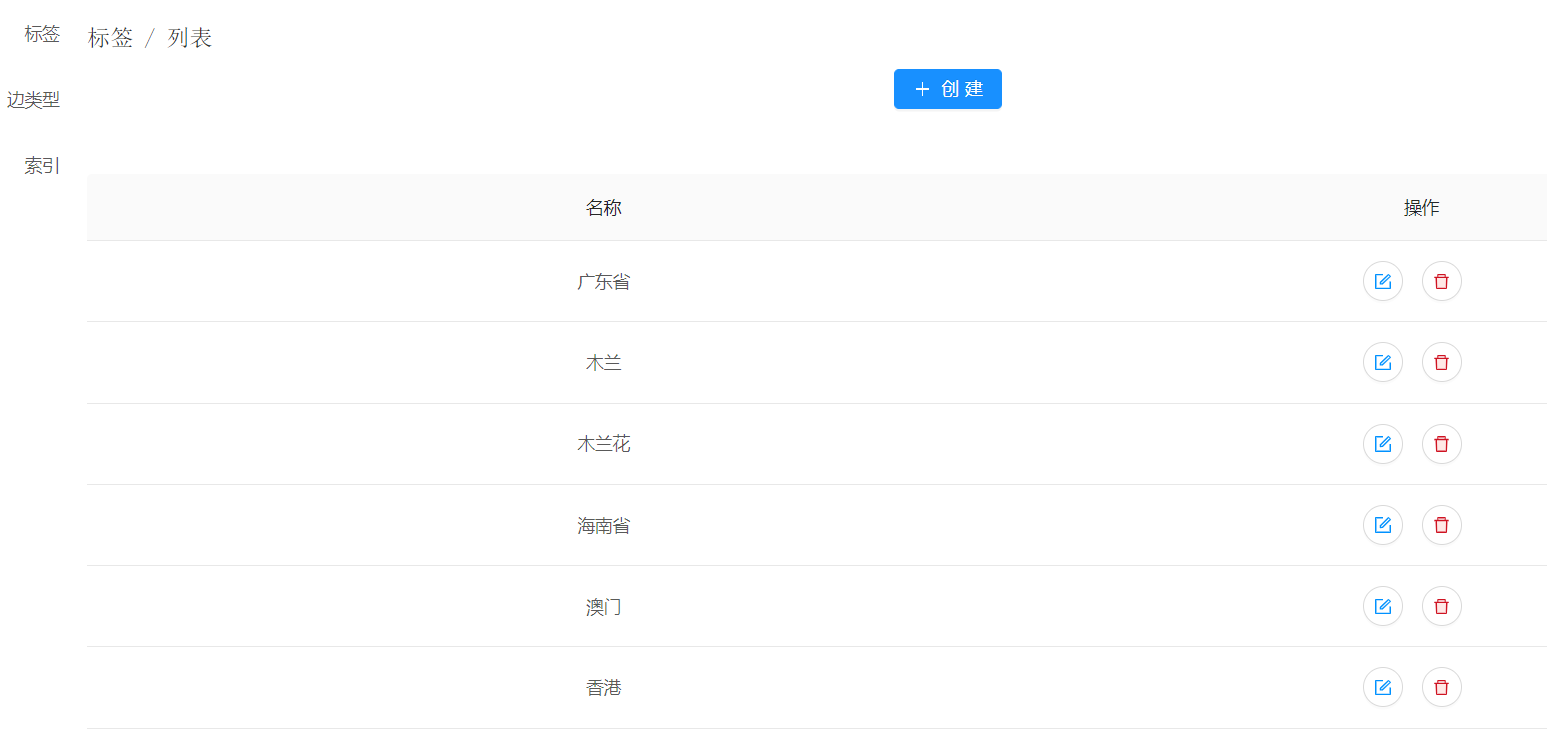 标签
边类型
索引
标签 / 列表
+ 创 建
名称 操作
广东省
木兰
木兰花
海南省
澳门
香港